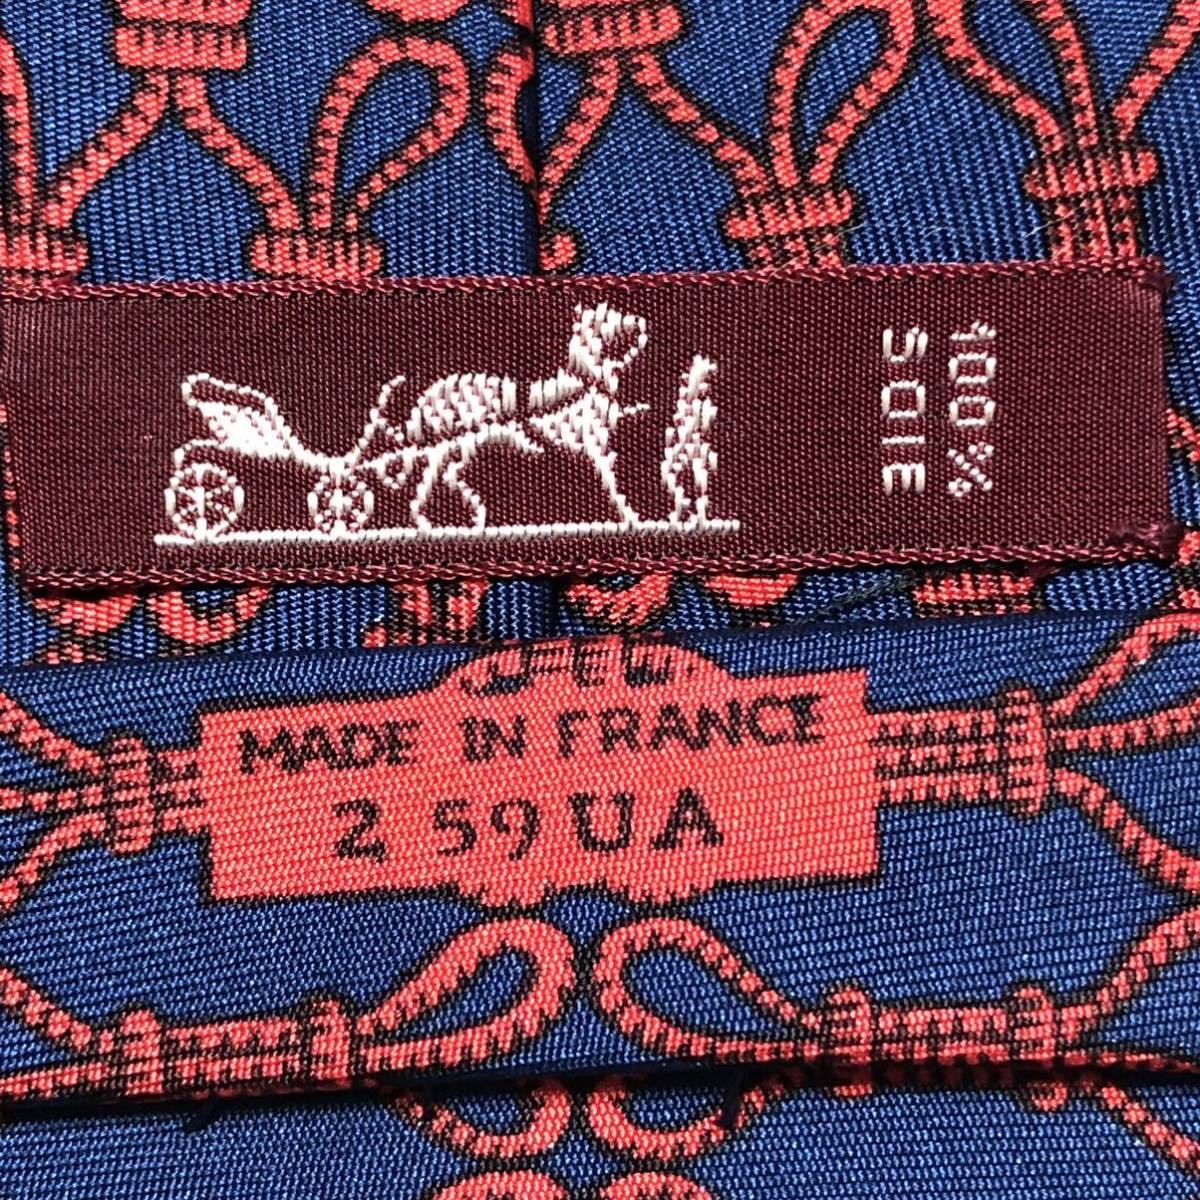 100%
SOIE
MADE IN FRANCE
2 59 UA